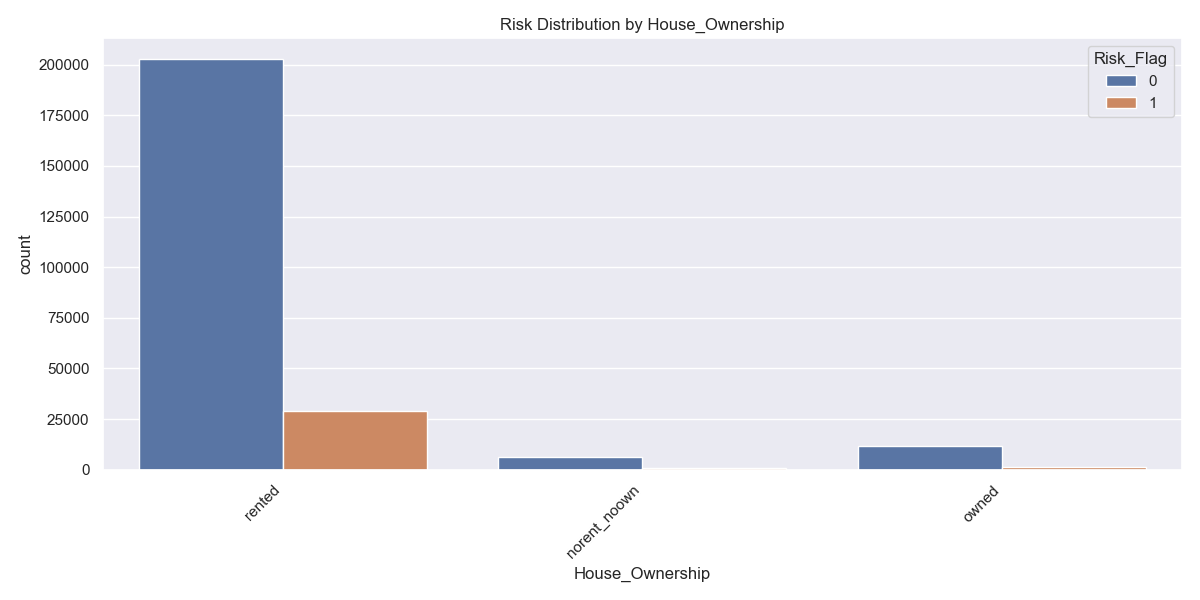 Risk Distribution by House_Ownership
Risk_Flag
0
1
200000
175000
150000
125000
100000
75000
50000
25000
0
count
rented
norent_noown
owned
House_Ownership